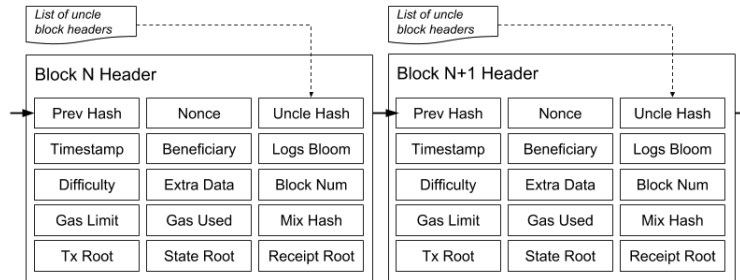 List of uncle
block headers
List of uncle
block headers
Block N Header
Prev Hash Nonce Uncle Hash
Timestamp Beneficiary Logs Bloom
Difficulty Extra Data Block Num
Gas Limit Gas Used Mix Hash
Tx Root State Root Receipt Root
Block N+1 Header
Prev Hash Nonce Uncle Hash
Timestamp Beneficiary Logs Bloom
Difficulty Extra Data Block Num
Gas Limit Gas Used Mix Hash
Tx Root State Root Receipt Root